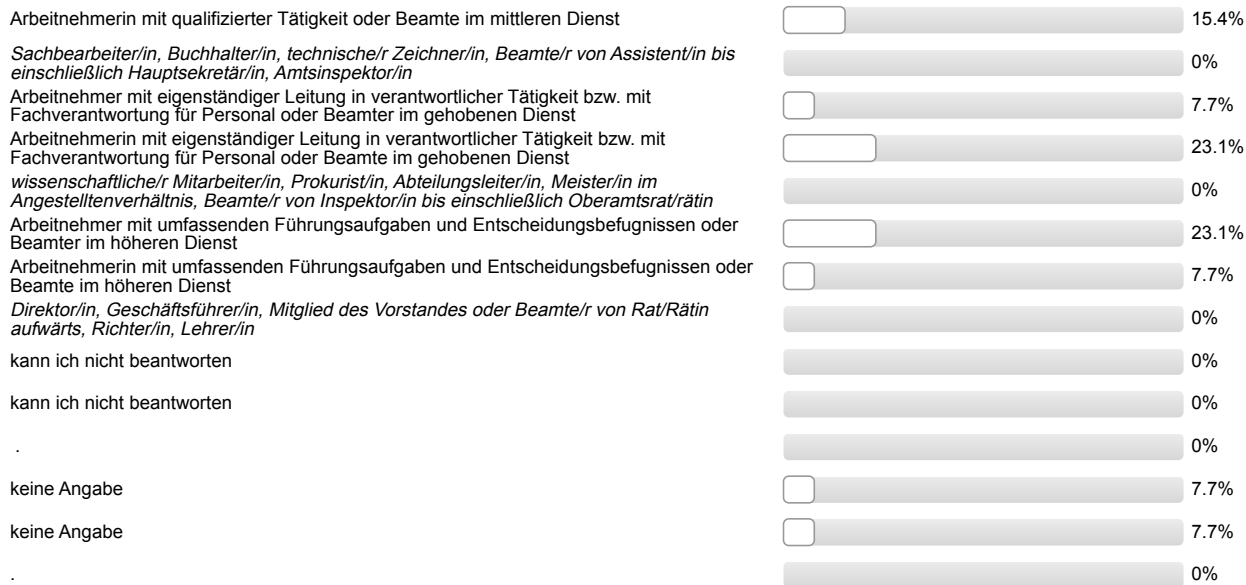 Arbeitnehmerin mit qualifizierter Tätigkeit oder Beamte im mittleren Dienst 15.4%
Sachbearbeiter/in, Buchhalter/in, technische/r Zeichner/in, Beamte/r von Assistent/in bis
einschließlich Hauptsekretär/in, Amtsinspektor/in 0%
Arbeitnehmer mit eigenständiger Leitung in verantwortlicher Tätigkeit bzw. mit
Fachverantwortung für Personal oder Beamter im gehobenen Dienst 7.7%
Arbeitnehmerin mit eigenständiger Leitung in verantwortlicher Tätigkeit bzw. mit
Fachverantwortung für Personal oder Beamte im gehobenen Dienst 23.1%
wissenschaftliche/r Mitarbeiter/in, Prokurist/in, Abteilungsleiter/in, Meister/in im
Angestelltenverhältnis, Beamte/r von Inspektor/in bis einschließlich Oberamtsrat/rätin 0%
Arbeitnehmer mit umfassenden Führungsaufgaben und Entscheidungsbefugnissen oder
Beamter im höheren Dienst 23.1%
Arbeitnehmerin mit umfassenden Führungsaufgaben und Entscheidungsbefugnissen oder
Beamte im höheren Dienst 7.7%
Direktor/in, Geschäftsführer/in, Mitglied des Vorstandes oder Beamte/r von Rat/Rätin
aufwärts, Richter/in, Lehrer/in 0%
kann ich nicht beantworten 0%
kann ich nicht beantworten 0%
. 0%
keine Angabe 7.7%
keine Angabe 7.7%
. 0%